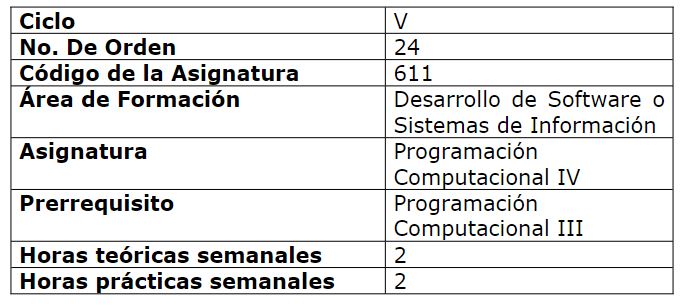 Ciclo V
No. De Orden 24
Código de la Asignatura 611
Área de Formación Desarrollo de Software o
Sistemas de Información
Asignatura Programación
Computacional IV
Prerrequisito Programación
Computacional III
Horas teóricas semanales 2
Horas prácticas semanales 2